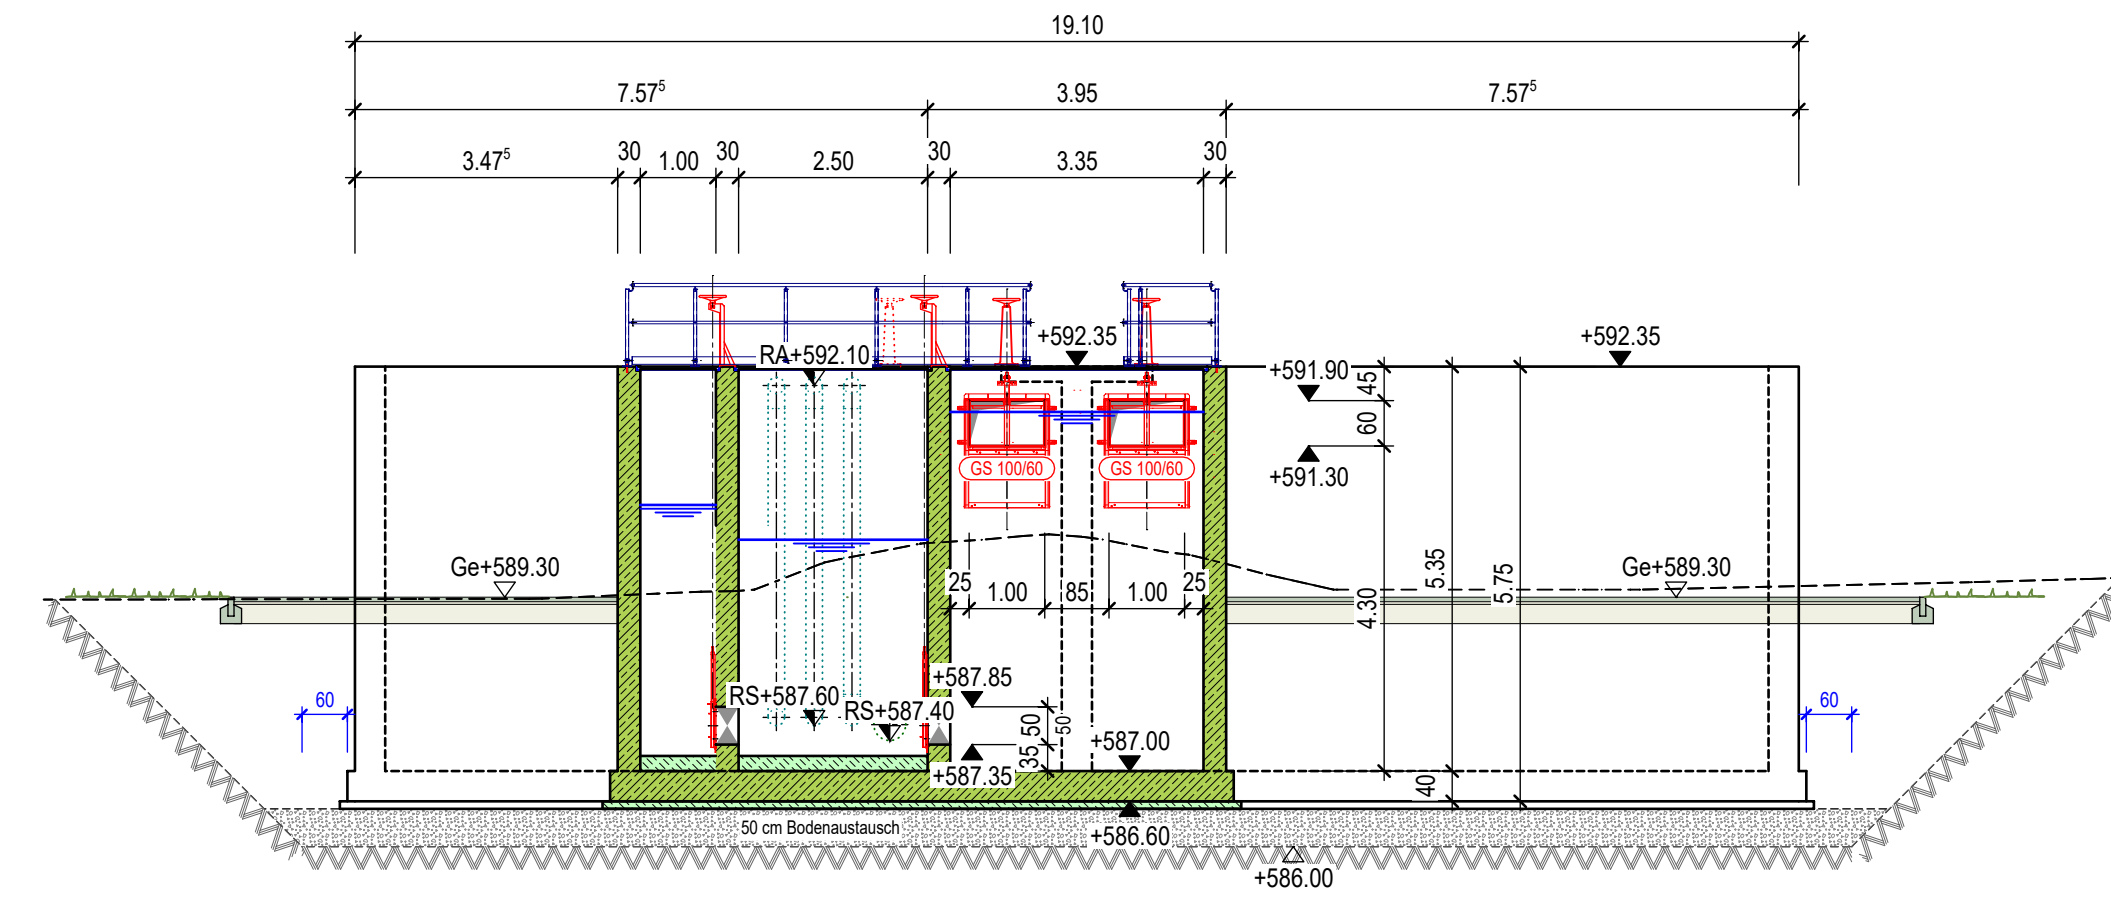 19.10
7.57⁵ 3.95 7.57⁵
3.47⁵ 30 1.00 30 2.50 30 3.35 30
RA+592.10 +592.35 +592.35
+591.90 45
60
+591.30
GS 100/60 GS 100/60
Ge+589.30 Ge+589.30
25 1.00 85 1.00 25
4.30 5.35 5.75
60 60
RS+587.60 RS+587.40 +587.85
50 50
35
+587.35 +587.00
40
50 cm Bodenaustausch +586.60
+586.00